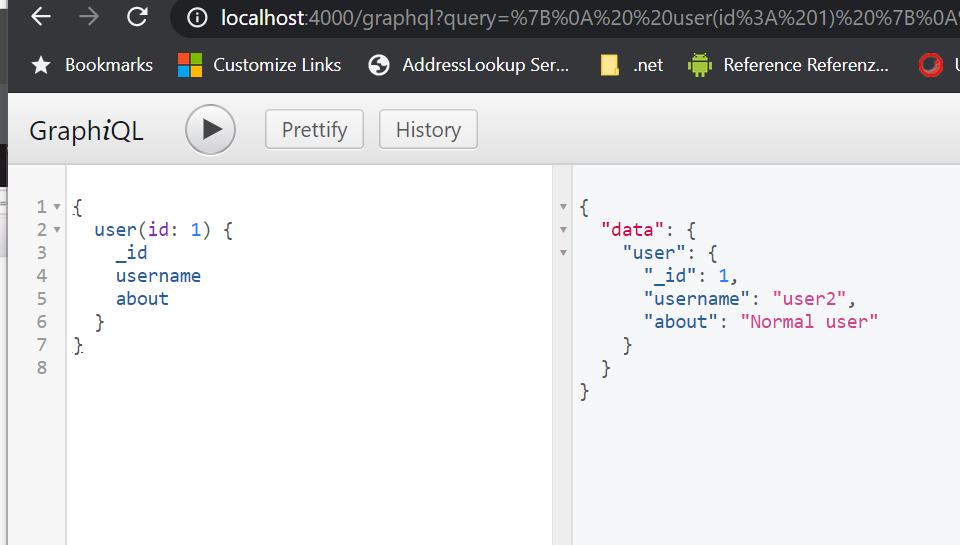 localhost:4000/graphql?query=%7B%0A%20%20user(id%3A%201)%20%7B%0A%
Bookmarks Customize Links AddressLookup Ser... .net Reference Referenz...
GraphiQL Prettify History
1 {
2 user(id: 1) {
3 _id
4 username
5 about
6 }
7 }
8
{
"data": {
"user": {
"_id": 1,
"username": "user2",
"about": "Normal user"
}
}
}